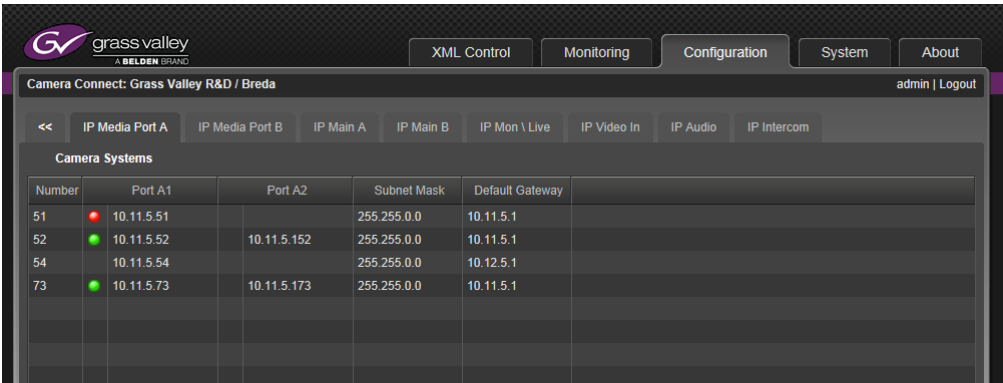 GV grass valley
A BELDEN BRAND
XML Control Monitoring Configuration System About
Camera Connect: Grass Valley R&D / Breda admin | Logout
<< IP Media Port A IP Media Port B IP Main A IP Main B IP Mon \ Live IP Video In IP Audio IP Intercom
Camera Systems
Number Port A1 Port A2 Subnet Mask Default Gateway
51 10.11.5.51 255.255.0.0 10.11.5.1
52 10.11.5.52 10.11.5.152 255.255.0.0 10.11.5.1
54 10.11.5.54 255.255.0.0 10.12.5.1
73 10.11.5.73 10.11.5.173 255.255.0.0 10.11.5.1